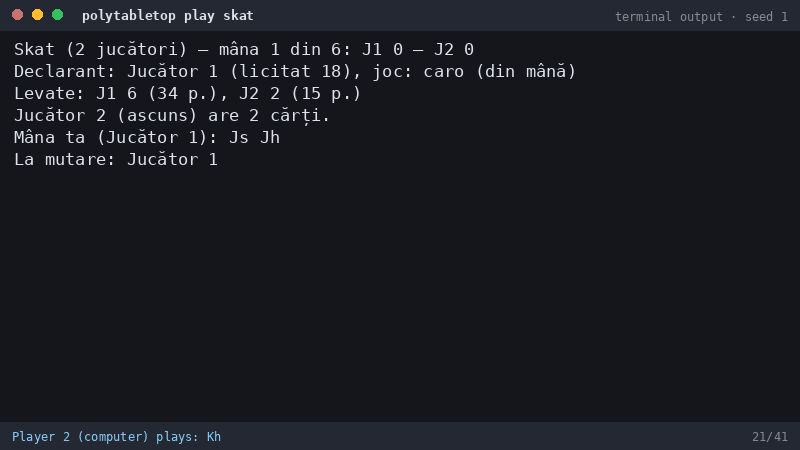 polytabletop play skat
terminal output · seed 1
Skat (2 jucători) — mâna 1 din 6: J1 0 — J2 0
Declarant: Jucător 1 (licitat 18), joc: caro (din mână)
Levate: J1 6 (34 p.), J2 2 (15 p.)
Jucător 2 (ascuns) are 2 cărți.
Mâna ta (Jucător 1): Js Jh
La mutare: Jucător 1
Player 2 (computer) plays: Kh
21/41